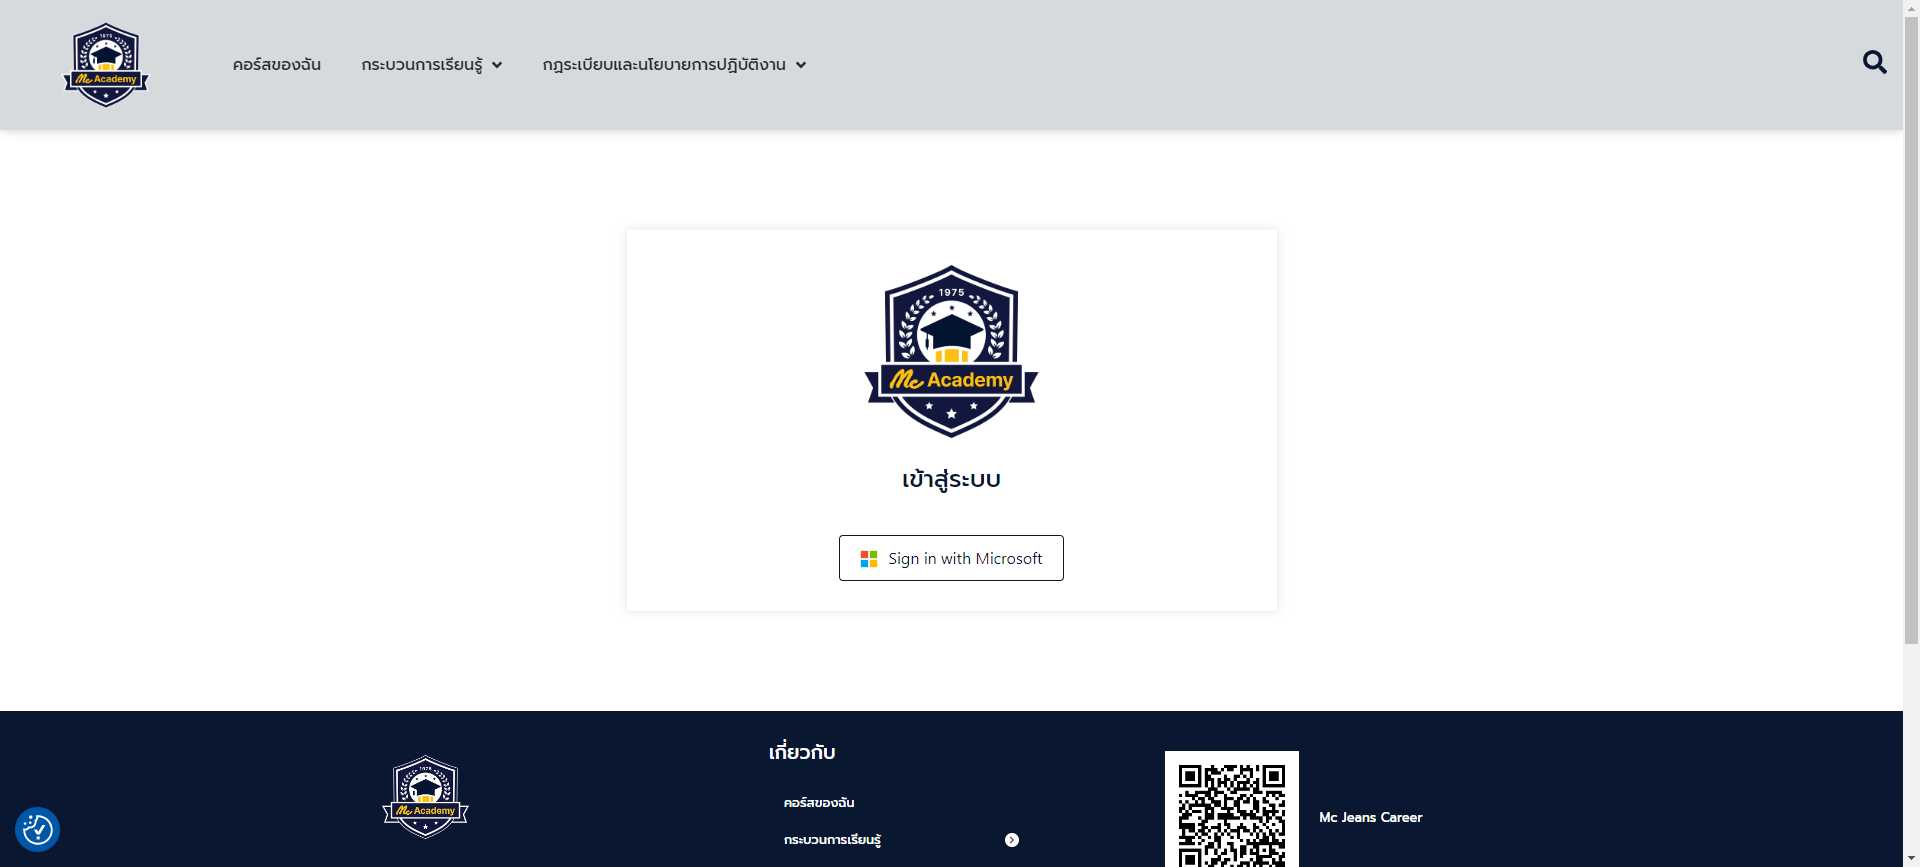 1975
Mc Academy
คอร์สของฉัน
กระบวนการเรียนรู้
กฏระเบียบและนโยบายการปฏิบัติงาน
1975
Mc Academy
เข้าสู่ระบบ
Sign in with Microsoft
1975
Mc Academy
เกี่ยวกับ
คอร์สของฉัน
กระบวนการเรียนรู้
Mc Jeans Career